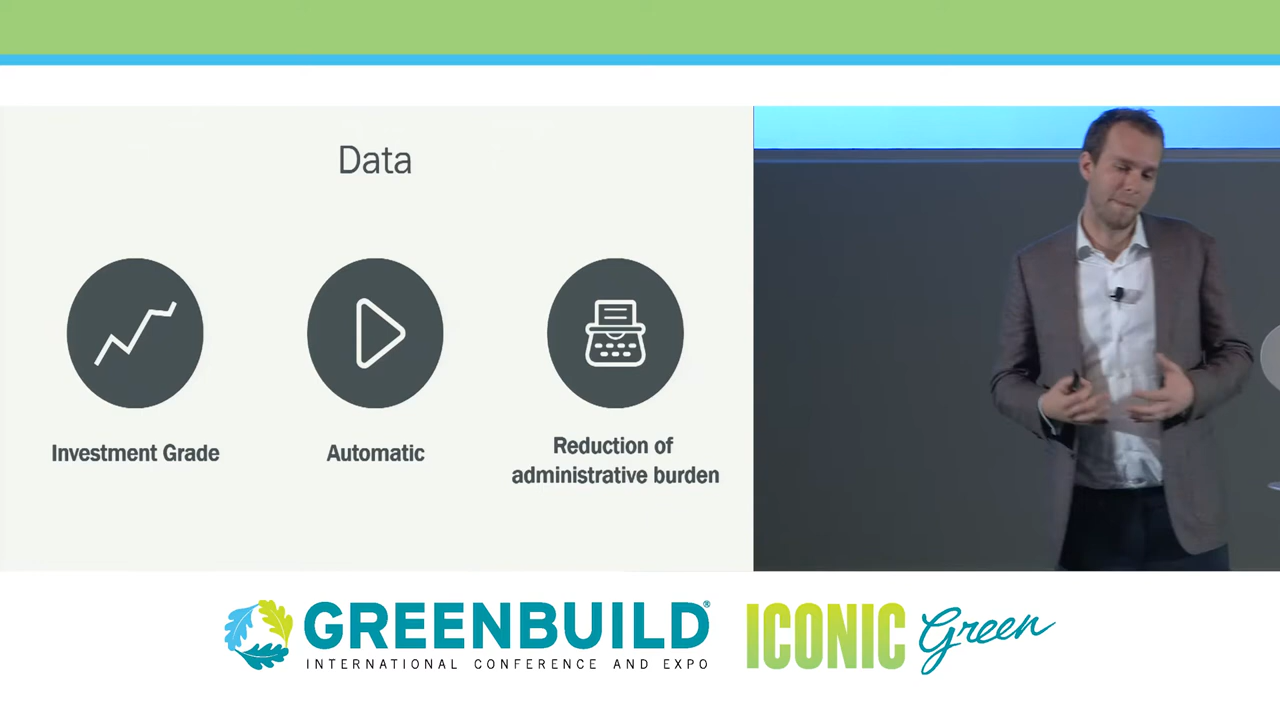 Data
Investment Grade
Automatic
Reduction of
administrative burden
GREENBUILD®
INTERNATIONAL CONFERENCE AND EXPO
ICONIC Green